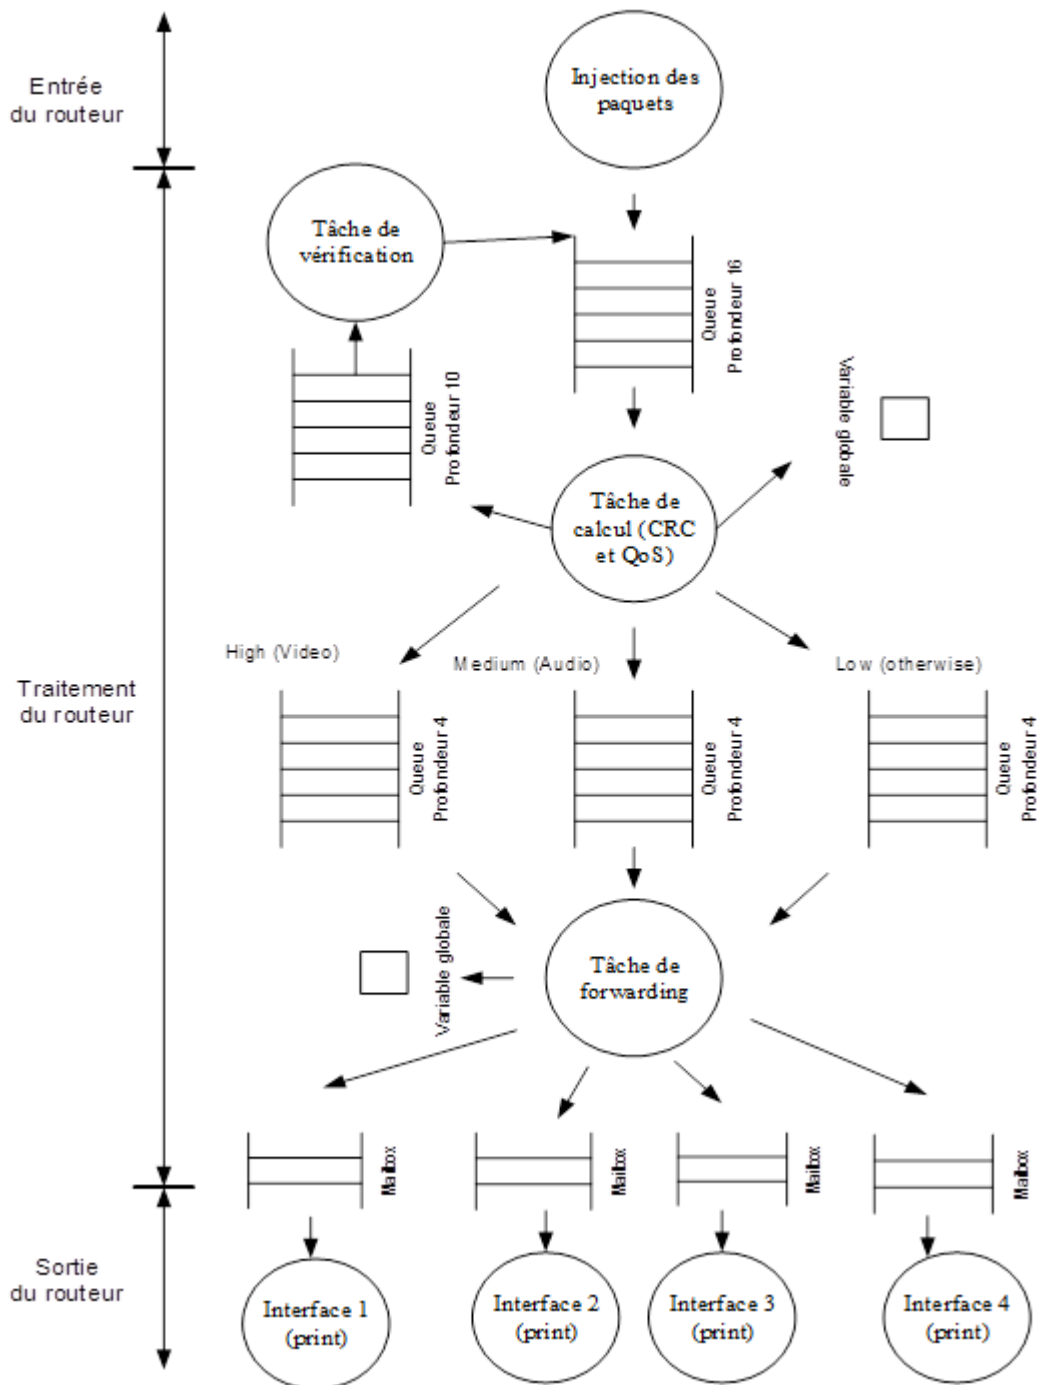 Entrée
du routeur
Injection des
paquets
Tâche de
vérification
Queue
Profondeur 16
Queue
Profondeur 10
Variable globale
Tâche de
calcul (CRC
et QoS)
High (Video)
Medium (Audio)
Low (otherwise)
Traitement
du routeur
Queue
Profondeur 4
Queue
Profondeur 4
Queue
Profondeur 4
Variable globale
Tâche de
forwarding
Mailbox
Mailbox
Mailbox
Mailbox
Sortie
du routeur
Interface 1
(print)
Interface 2
(print)
Interface 3
(print)
Interface 4
(print)